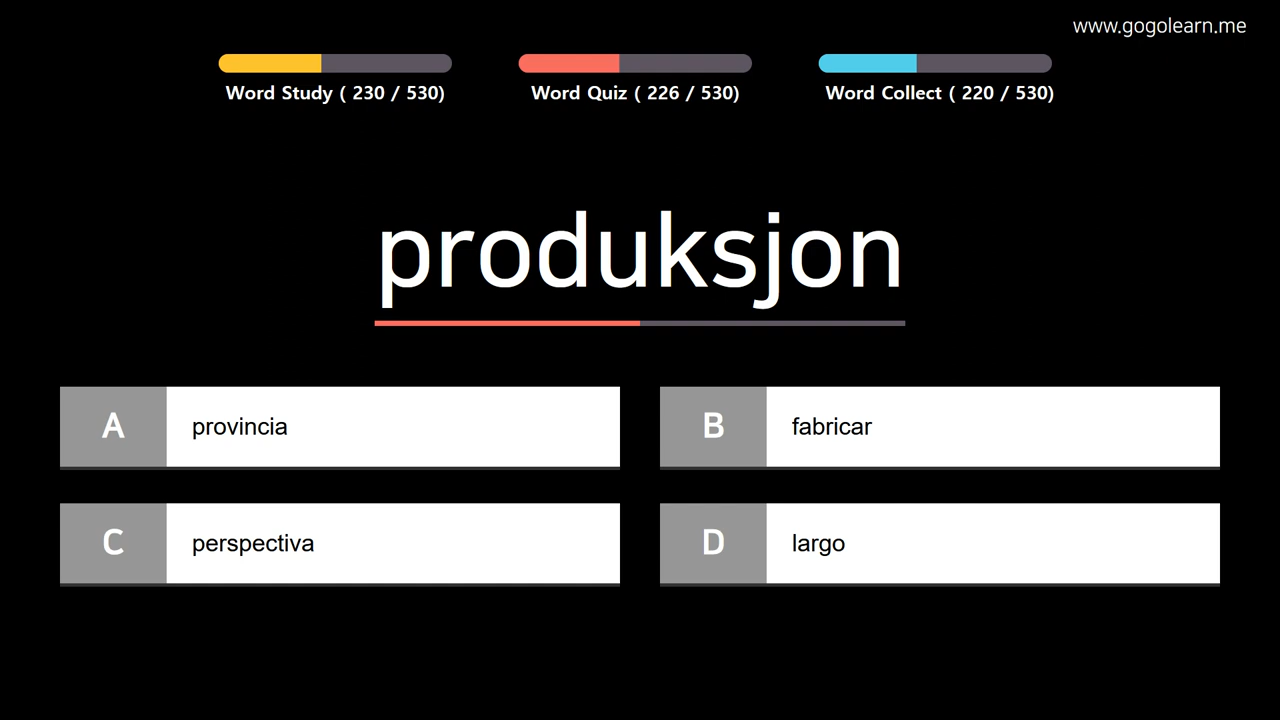 www.gogolearn.me
Word Study ( 230 / 530)
Word Quiz ( 226 / 530)
Word Collect ( 220 / 530)
produksjon
A provincia
B fabricar
C perspectiva
D largo